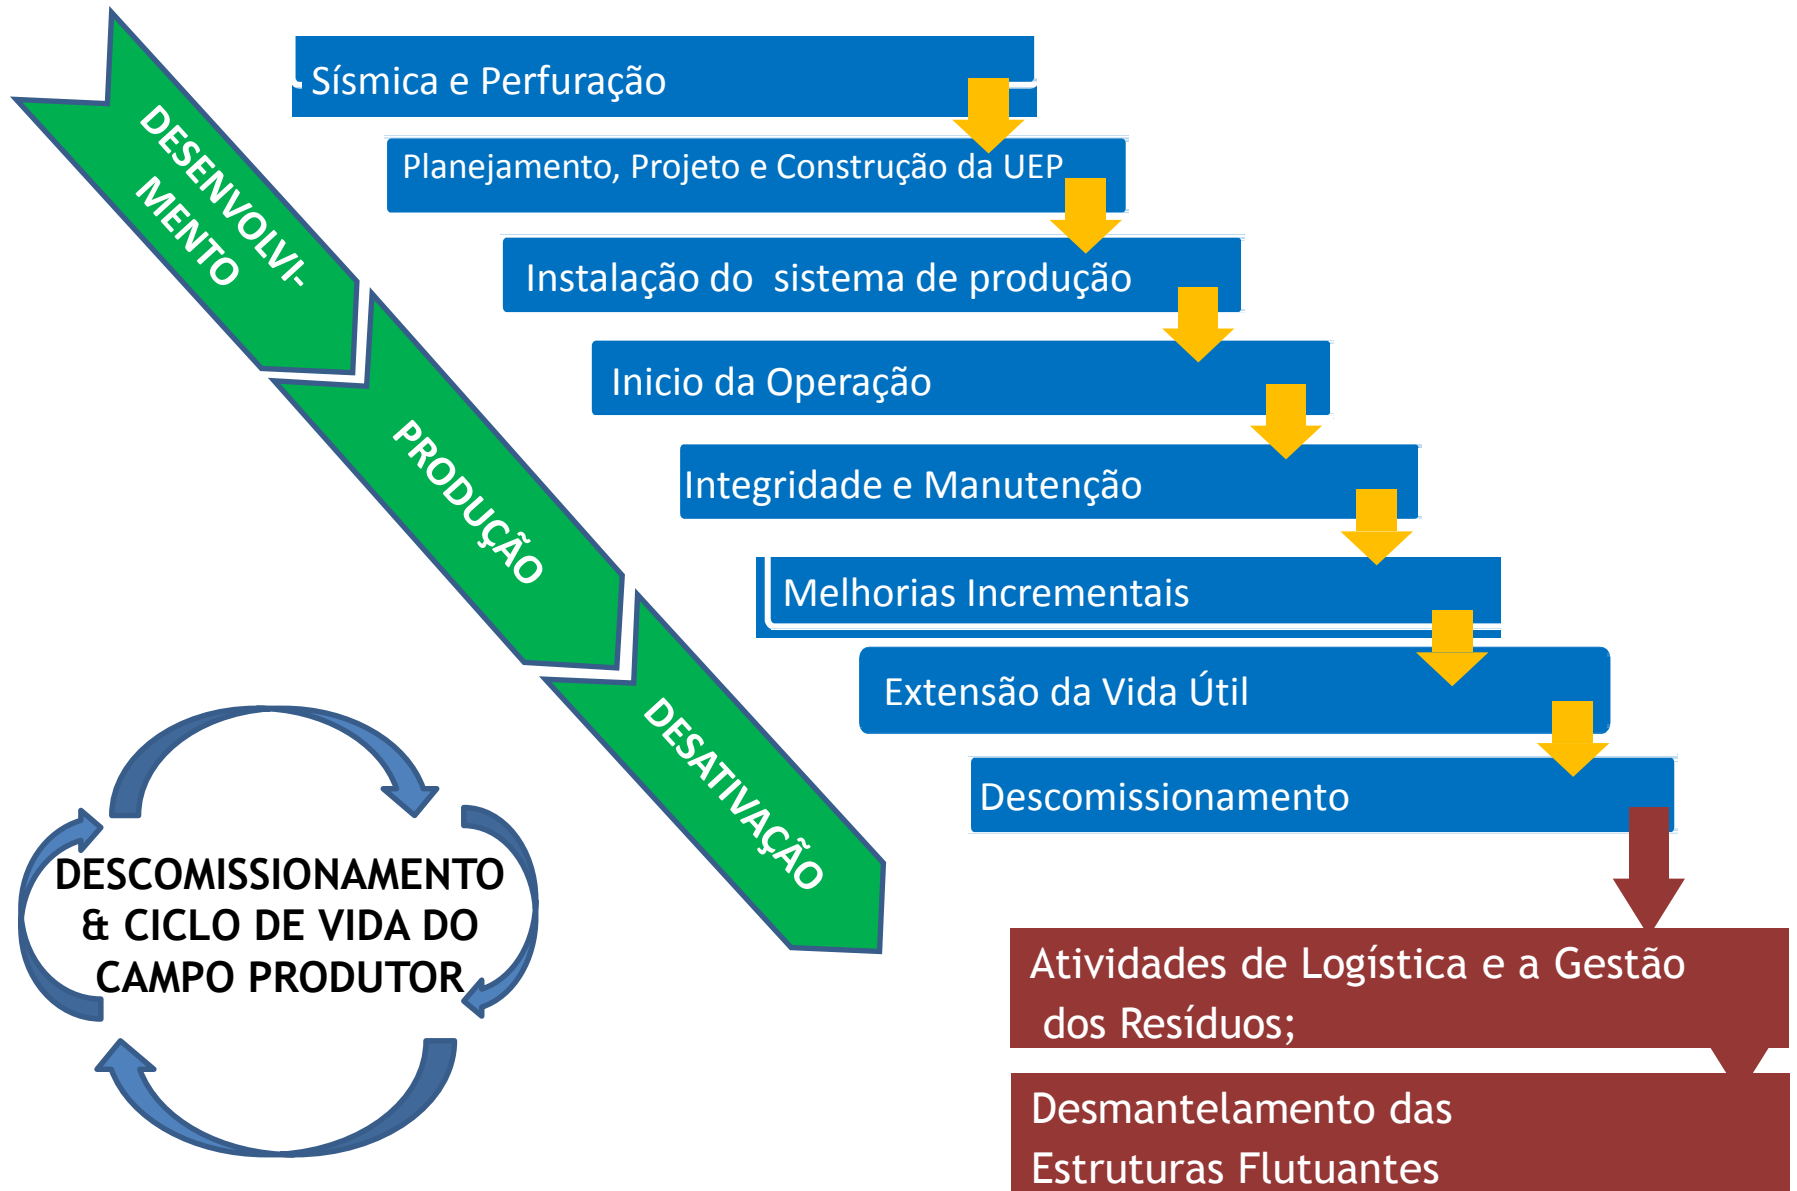 Sísmica e Perfuração
Planejamento, Projeto e Construção da UEP
Instalação do  sistema de produção
Inicio da Operação
Integridade e Manutenção
Melhorias Incrementais
Extensão da Vida Útil
Descomissionamento
Atividades de Logística e a Gestão
dos Resíduos;
Desmantelamento das
Estruturas Flutuantes
DESENVOLVI-
MENTO
PRODUÇÃO
DESATIVAÇÃO
DESCOMISSIONAMENTO
& CICLO DE VIDA DO
CAMPO PRODUTOR